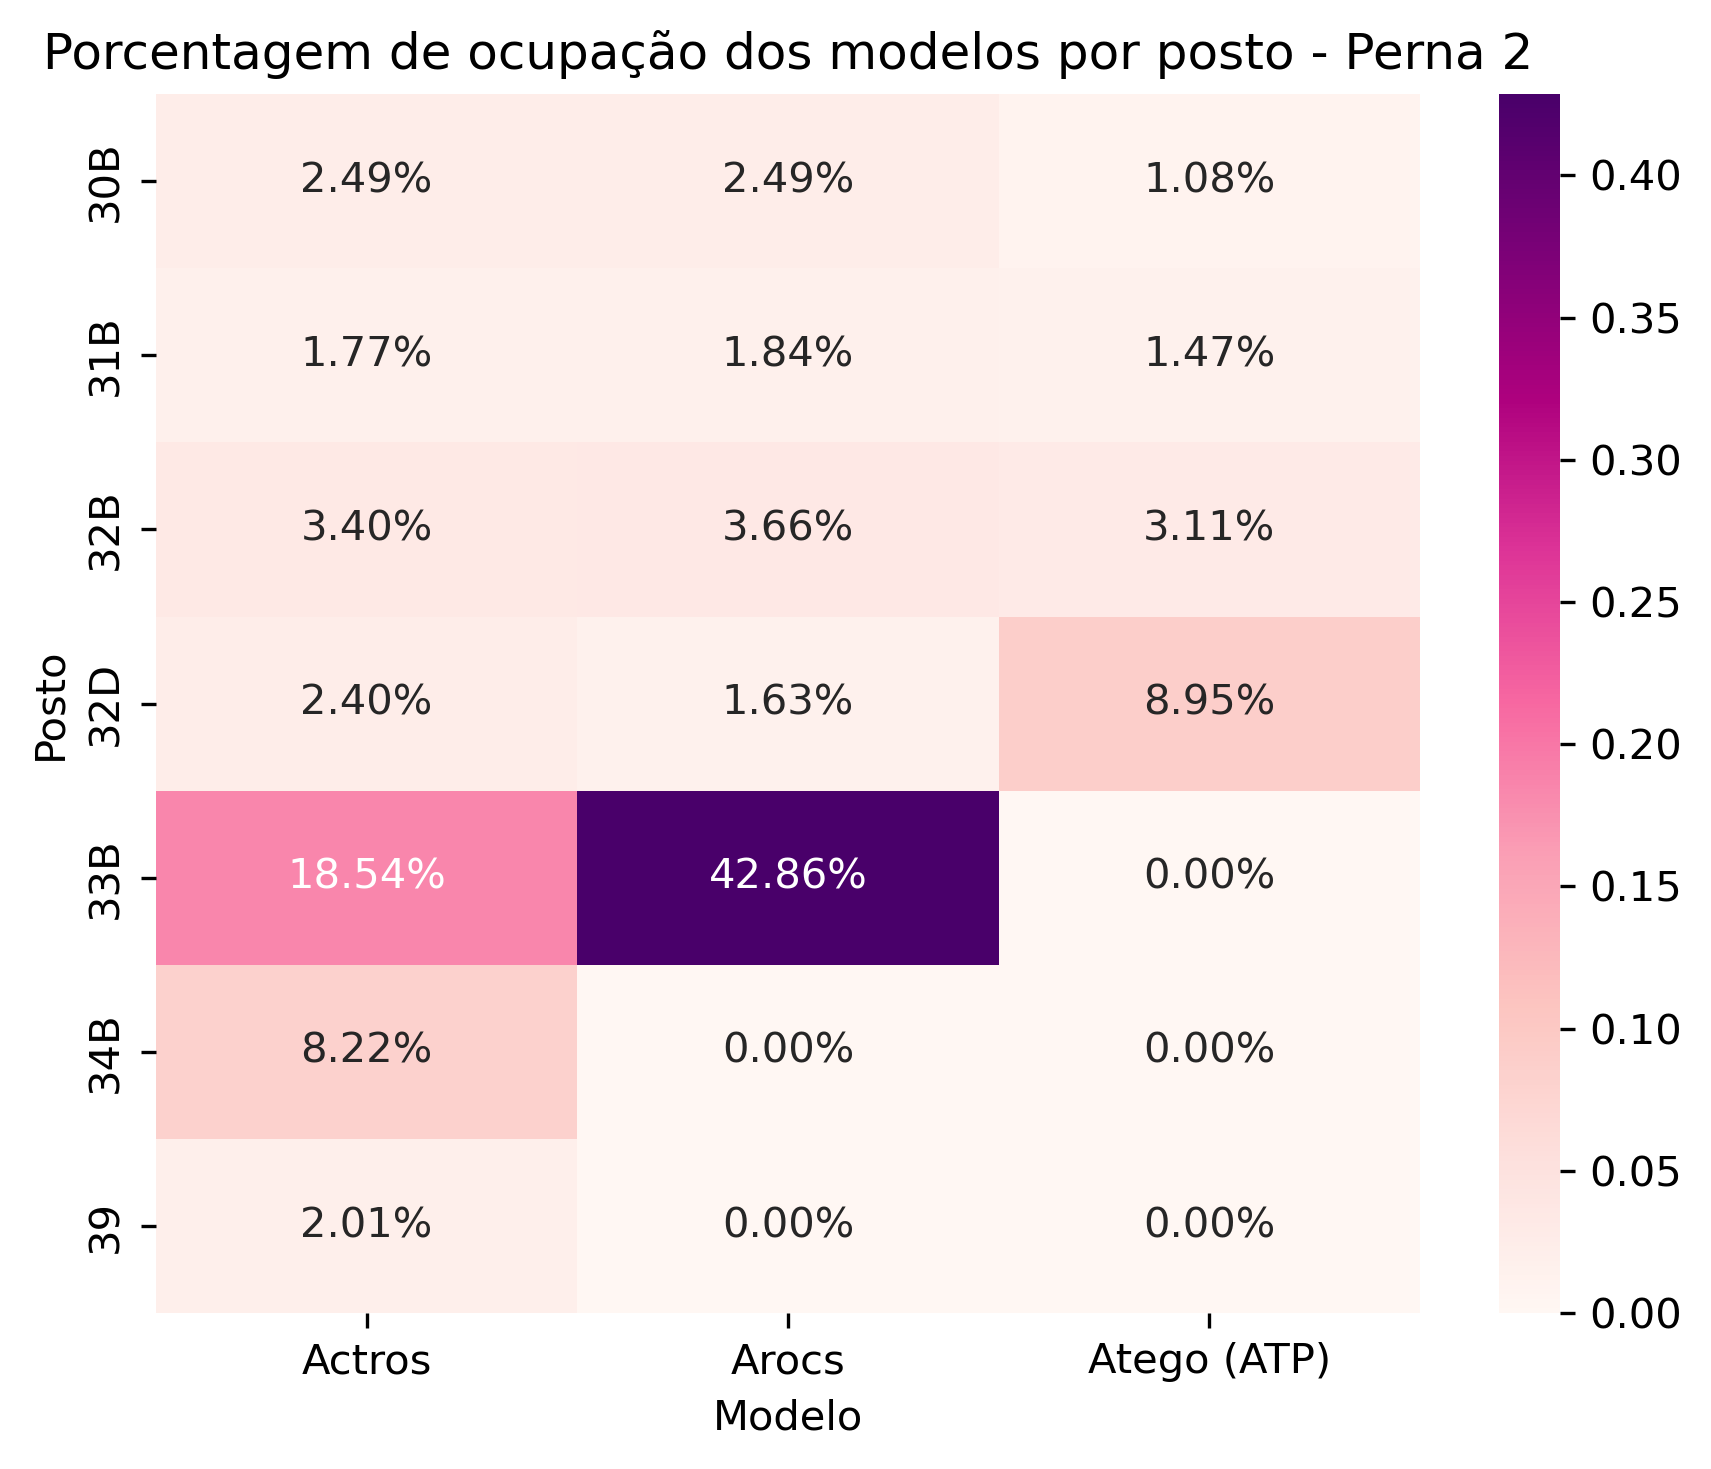 Porcentagem de ocupação dos modelos por posto - Perna 2
Posto
30B 2.49% 2.49% 1.08%
31B 1.77% 1.84% 1.47%
32B 3.40% 3.66% 3.11%
32D 2.40% 1.63% 8.95%
33B 18.54% 42.86% 0.00%
34B 8.22% 0.00% 0.00%
39 2.01% 0.00% 0.00%
Actros Arocs Atego (ATP)
Modelo
0.40
0.35
0.30
0.25
0.20
0.15
0.10
0.05
0.00